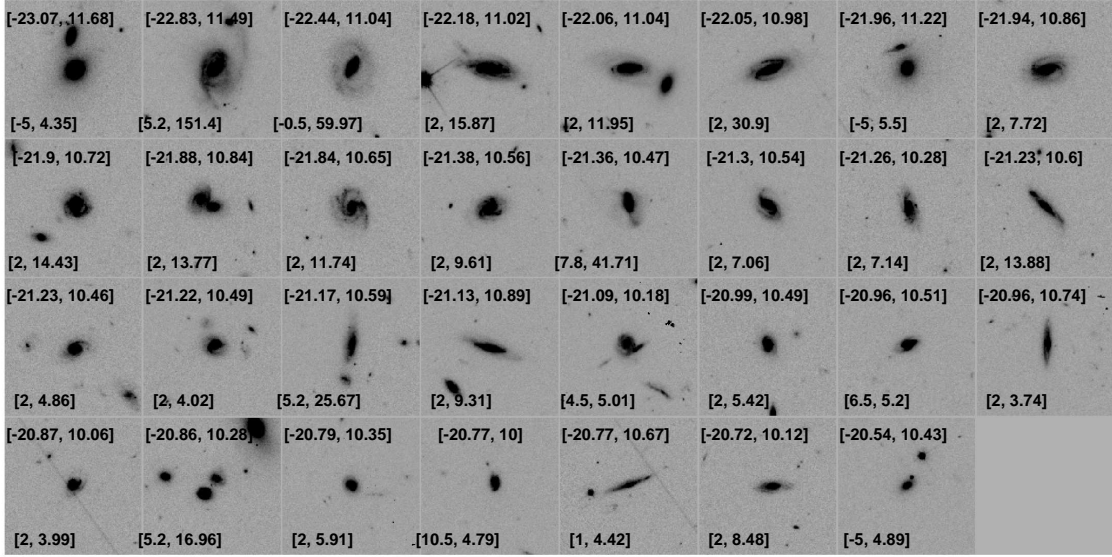 [-23.07, 11.68] [-22.83, 11.49] [-22.44, 11.04] [-22.18, 11.02] [-22.06, 11.04] [-22.05, 10.98] [-21.96, 11.22] [-21.94, 10.86]
[-5, 4.35] [5.2, 151.4] [-0.5, 59.97] [2, 15.87] [2, 11.95] [2, 30.9] [-5, 5.5] [2, 7.72]
[-21.9, 10.72] [-21.88, 10.84] [-21.84, 10.65] [-21.38, 10.56] [-21.36, 10.47] [-21.3, 10.54] [-21.26, 10.28] [-21.23, 10.6]
[2, 14.43] [2, 13.77] [2, 11.74] [2, 9.61] [7.8, 41.71] [2, 7.06] [2, 7.14] [2, 13.88]
[-21.23, 10.46] [-21.22, 10.49] [-21.17, 10.59] [-21.13, 10.89] [-21.09, 10.18] [-20.99, 10.49] [-20.96, 10.51] [-20.96, 10.74]
[2, 4.86] [2, 4.02] [5.2, 25.67] [2, 9.31] [4.5, 5.01] [2, 5.42] [6.5, 5.2] [2, 3.74]
[-20.87, 10.06] [-20.86, 10.28] [-20.79, 10.35] [-20.77, 10] [-20.77, 10.67] [-20.72, 10.12] [-20.54, 10.43]
[2, 3.99] [5.2, 16.96] [2, 5.91] [10.5, 4.79] [1, 4.42] [2, 8.48] [-5, 4.89]